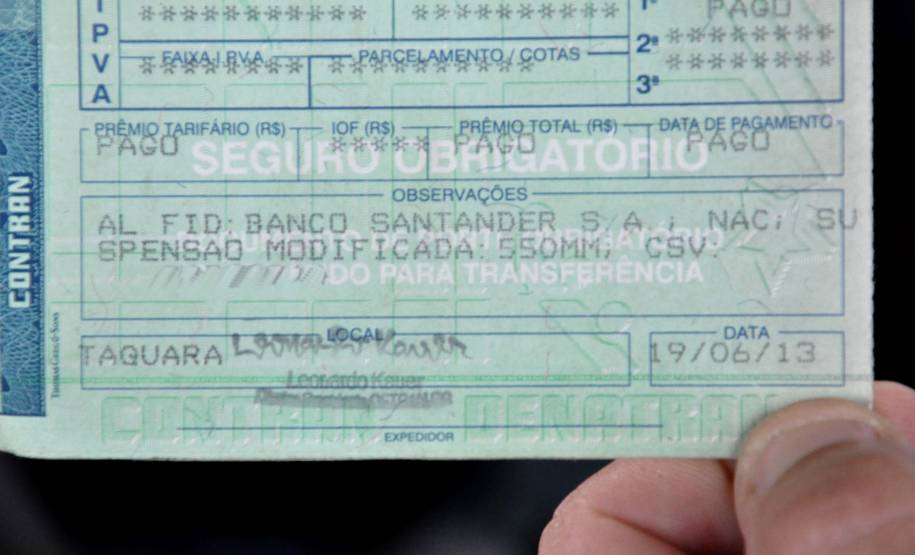 I
P
V
A
************ ***********
1ª PAGO
2ª *********
FAIXA I.P.V.A. PARCELAMENTO / COTAS
********** ************* *********
3ª
PRÊMIO TARIFÁRIO (R$) IOF (R$) PRÊMIO TOTAL (R$) DATA DE PAGAMENTO
PAGO ***** PAGO PAGO
SEGURO OBRIGATÓRIO
OBSERVAÇÕES
AL FID:BANCO SANTANDER S.A.; NAC; SU
SPENSAO MODIFICADA:550MM; CSV.
OBRIGATÓRIO
DO PARA TRANSFERÊNCIA
LOCAL DATA
TAQUARA 19/06/13
Leonardo Kauer
CONTRAN DENATRAN
EXPEDIDOR
CONTRAN